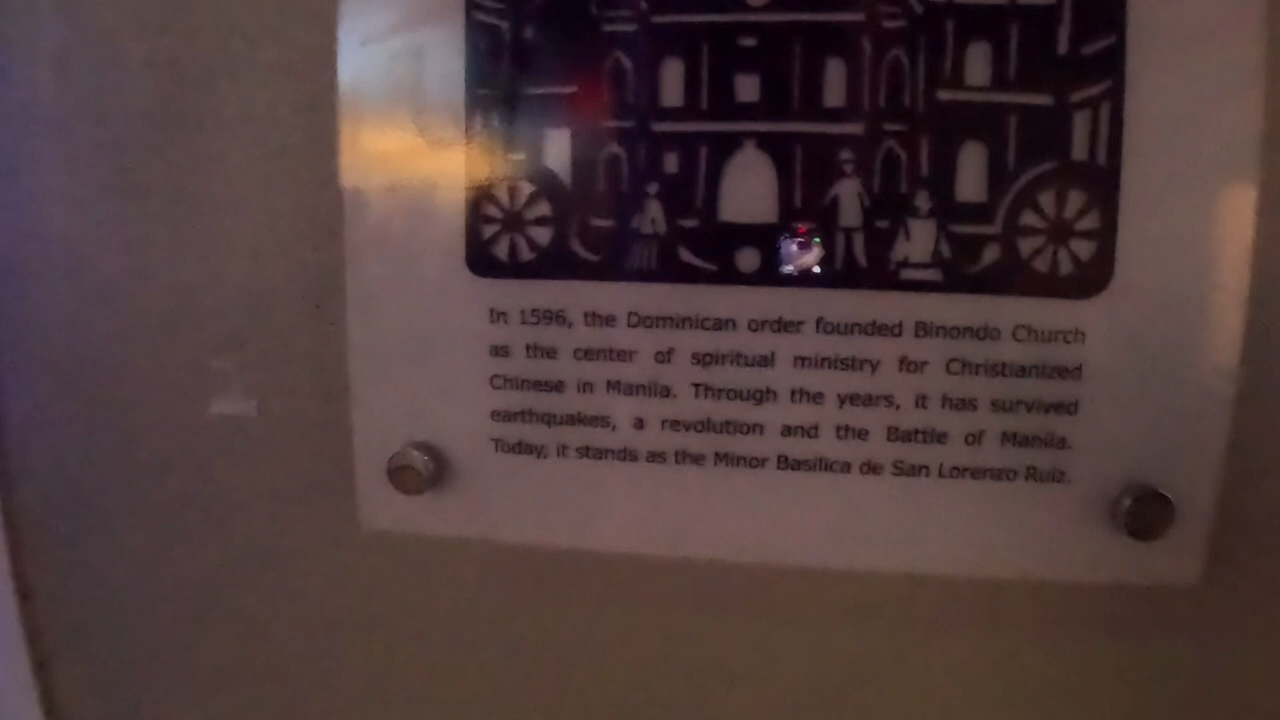 In 1596, the Dominican order founded Binondo Church
as the center of spiritual ministry for Christianized
Chinese in Manila. Through the years, it has survived
earthquakes, a revolution and the Battle of Manila.
Today, it stands as the Minor Basilica de San Lorenzo Ruiz.